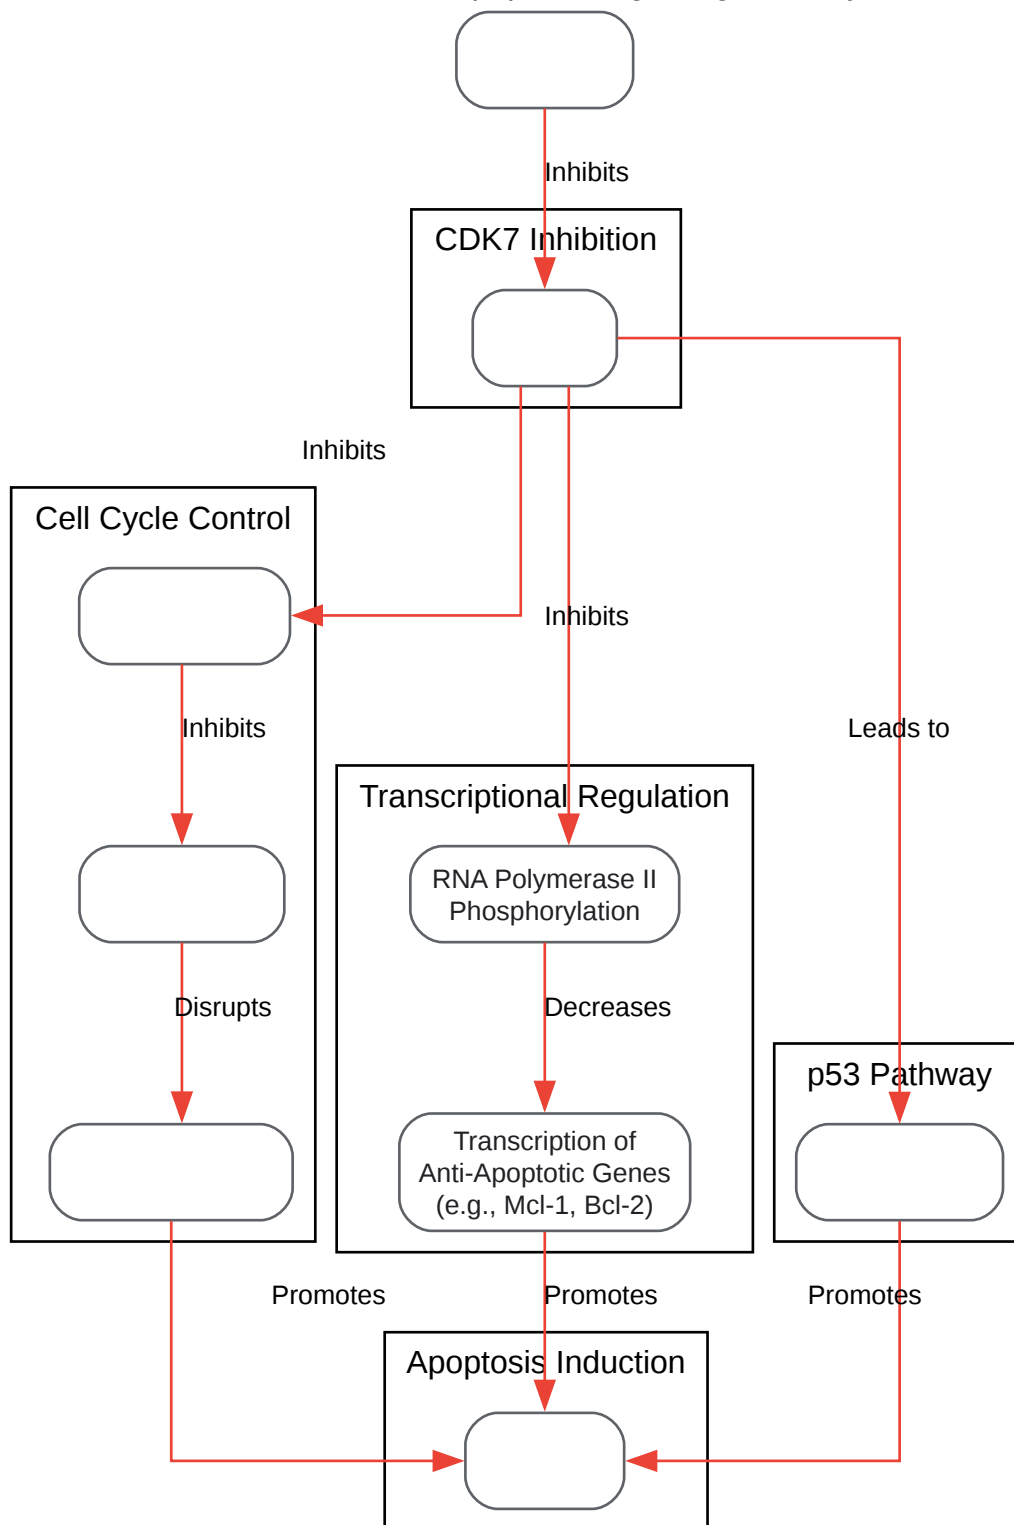 Inhibits
CDK7 Inhibition
Inhibits
Cell Cycle Control
Inhibits
Inhibits
Leads to
Transcriptional Regulation
RNA Polymerase II
Phosphorylation
Disrupts
Decreases
p53 Pathway
Transcription of
Anti-Apoptotic Genes
(e.g., Mcl-1, Bcl-2)
Promotes
Promotes
Promotes
Apoptosis Induction